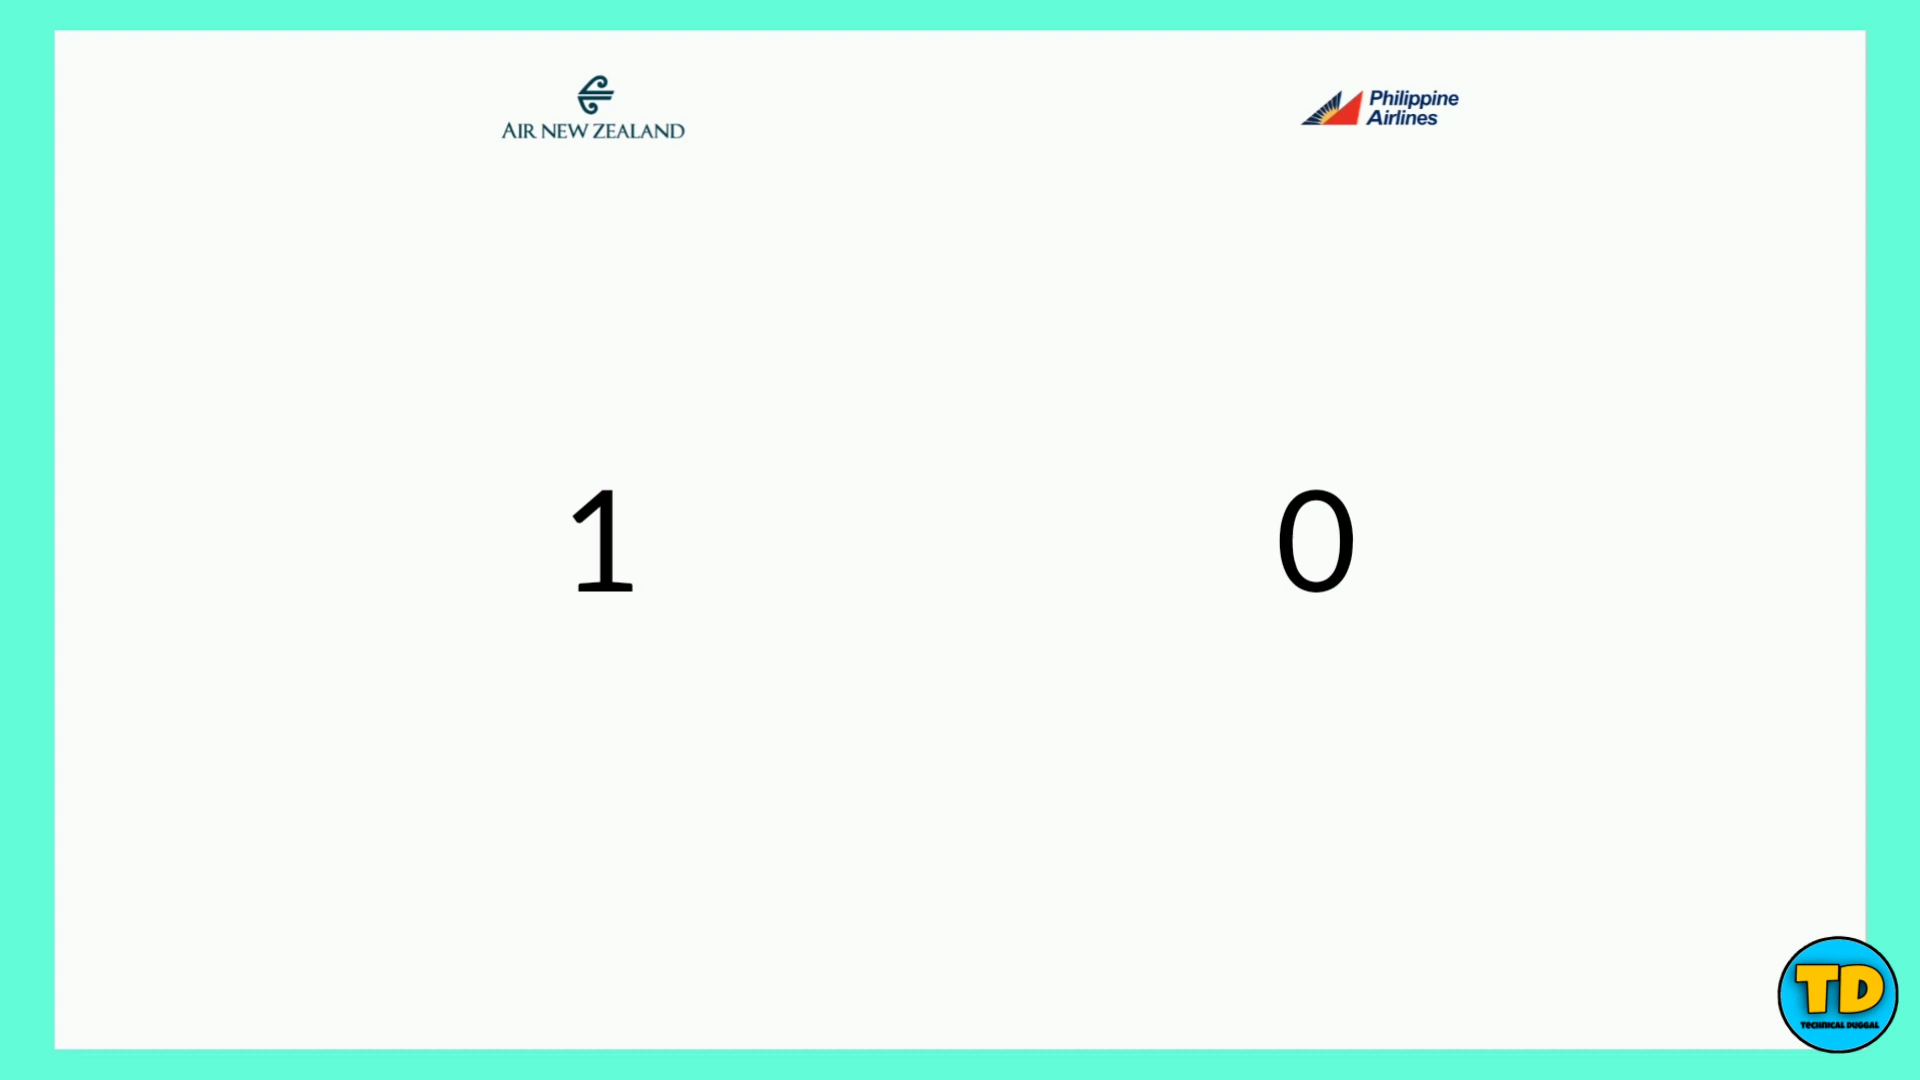 AIR NEW ZEALAND
Philippine
Airlines
1
0
TD
TECHNICAL DUGGAL